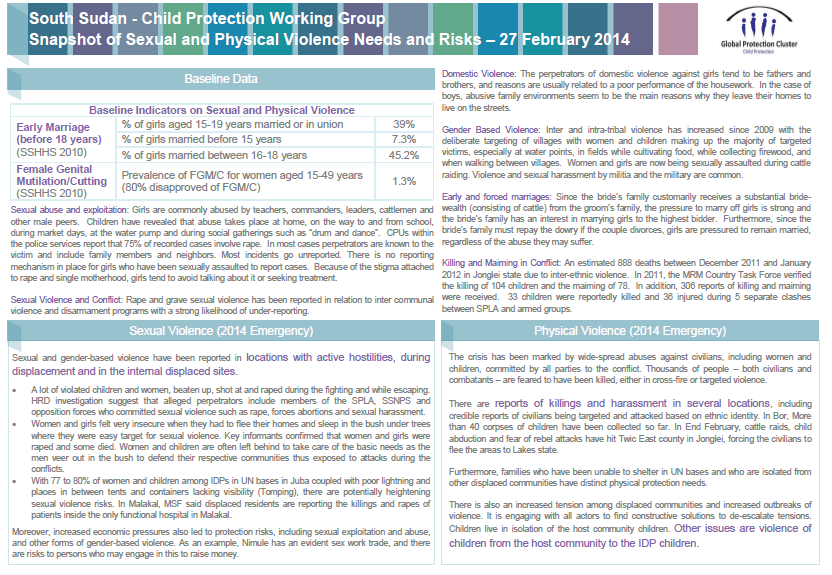 South Sudan - Child Protection Working Group
Snapshot of Sexual and Physical Violence Needs and Risks – 27 February 2014
Global Protection Cluster
Child Protection
Baseline Data
Baseline Indicators on Sexual and Physical Violence
Early Marriage
(before 18 years)
(SSHHS 2010)
% of girls aged 15-19 years married or in union
39%
% of girls married before 15 years
7.3%
% of girls married between 16-18 years
45.2%
Female Genital
Mutilation/Cutting
(SSHHS 2010)
Prevalence of FGM/C for women aged 15-49 years
(80% disapproved of FGM/C)
1.3%
Sexual abuse and exploitation: Girls are commonly abused by teachers, commanders, leaders, cattlemen and
other male peers. Children have revealed that abuse takes place at home, on the way to and from school,
during market days, at the water pump and during social gatherings such as "drum and dance". CPUs within
the police services report that 75% of recorded cases involve rape. In most cases perpetrators are known to the
victim and include family members and neighbors. Most incidents go unreported. There is no reporting
mechanism in place for girls who have been sexually assaulted to report cases. Because of the stigma attached
to rape and single motherhood, girls tend to avoid talking about it or seeking treatment.
Sexual Violence and Conflict: Rape and grave sexual violence has been reported in relation to inter communal
violence and disarmament programs with a strong likelihood of under-reporting.
Domestic Violence: The perpetrators of domestic violence against girls tend to be fathers and
brothers, and reasons are usually related to a poor performance of the housework. In the case of
boys, abusive family environments seem to be the main reasons why they leave their homes to
live on the streets.
Gender Based Violence: Inter and intra-tribal violence has increased since 2009 with the
deliberate targeting of villages with women and children making up the majority of targeted
victims, especially at water points, in fields while cultivating food, while collecting firewood, and
when walking between villages. Women and girls are now being sexually assaulted during cattle
raiding. Violence and sexual harassment by militia and the military are common.
Early and forced marriages: Since the bride's family customarily receives a substantial bride-
wealth (consisting of cattle) from the groom's family, the pressure to marry off girls is strong and
the bride's family has an interest in marrying girls to the highest bidder. Furthermore, since the
bride's family must repay the dowry if the couple divorces, girls are pressured to remain married,
regardless of the abuse they may suffer.
Killing and Maiming in Conflict: An estimated 888 deaths between December 2011 and January
2012 in Jonglei state due to inter-ethnic violence. In 2011, the MRM Country Task Force verified
the killing of 104 children and the maiming of 78. In addition, 306 reports of killing and maiming
were received. 33 children were reportedly killed and 36 injured during 5 separate clashes
between SPLA and armed groups.
Sexual Violence (2014 Emergency)
Sexual and gender-based violence have been reported in locations with active hostilities, during
displacement and in the internal displaced sites.
• A lot of violated children and women, beaten up, shot at and raped during the fighting and while escaping.
HRD investigation suggest that alleged perpetrators include members of the SPLA, SSNPS and
opposition forces who committed sexual violence such as rape, forces abortions and sexual harassment.
• Women and girls felt very insecure when they had to flee their homes and sleep in the bush under trees
where they were easy target for sexual violence. Key informants confirmed that women and girls were
raped and some died. Women and children are often left behind to take care of the basic needs as the
men veer out in the bush to defend their respective communities thus exposed to attacks during the
conflicts.
• With 77 to 80% of women and children among IDPs in UN bases in Juba coupled with poor lightning and
places in between tents and containers lacking visibility (Tomping), there are potentially heightening
sexual violence risks. In Malakal, MSF said displaced residents are reporting the killings and rapes of
patients inside the only functional hospital in Malakal.
Moreover, increased economic pressures also led to protection risks, including sexual exploitation and abuse,
and other forms of gender-based violence. As an example, Nimule has an evident sex work trade, and there
are risks to persons who may engage in this to raise money.
Physical Violence (2014 Emergency)
The crisis has been marked by wide-spread abuses against civilians, including women and
children, committed by all parties to the conflict. Thousands of people – both civilians and
combatants – are feared to have been killed, either in cross-fire or targeted violence.
There are reports of killings and harassment in several locations, including
credible reports of civilians being targeted and attacked based on ethnic identity. In Bor, More
than 40 corpses of children have been collected so far. In End February, cattle raids, child
abduction and fear of rebel attacks have hit Twic East county in Jonglei, forcing the civilians to
flee the areas to Lakes state.
Furthermore, families who have been unable to shelter in UN bases and who are isolated from
other displaced communities have distinct physical protection needs.
There is also an increased tension among displaced communities and increased outbreaks of
violence. It is engaging with all actors to find constructive solutions to de-escalate tensions.
Children live in isolation of the host community children. Other issues are violence of
children from the host community to the IDP children.